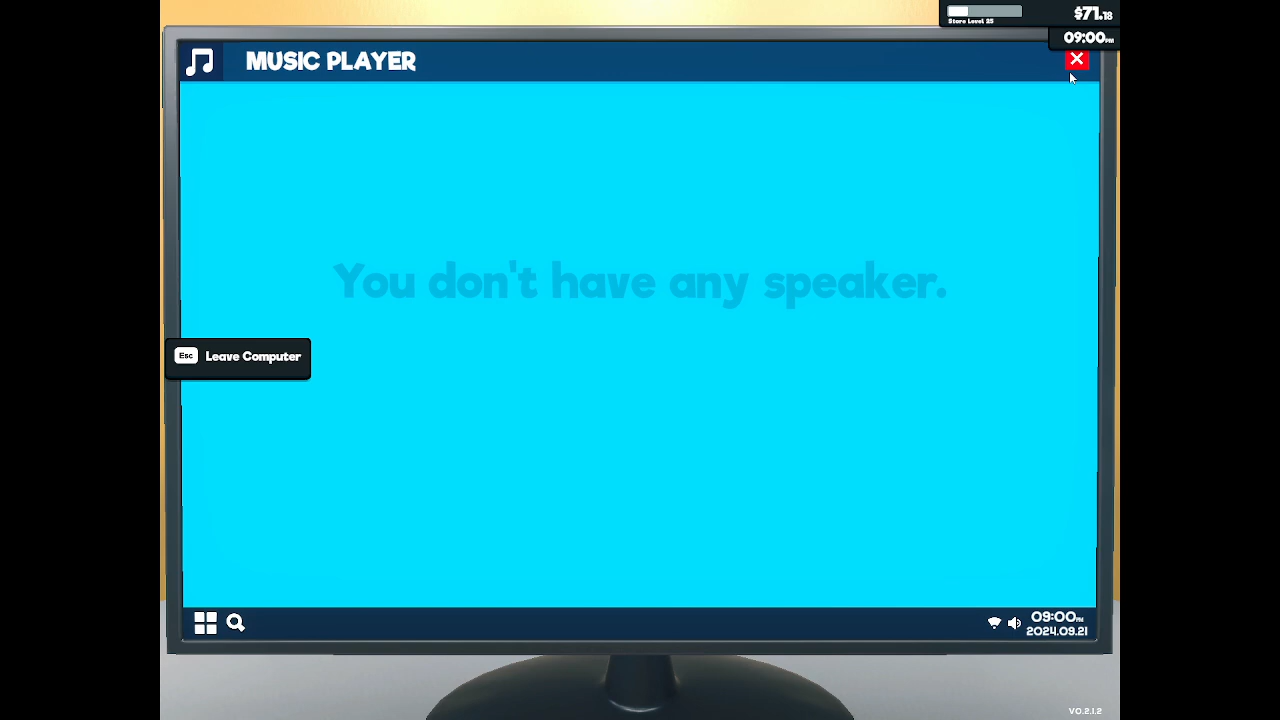 $71.18
Store Level 25
09:00PM
MUSIC PLAYER
You don't have any speaker.
Esc Leave Computer
09:00PM
2024.09.21
V0.2.1.2